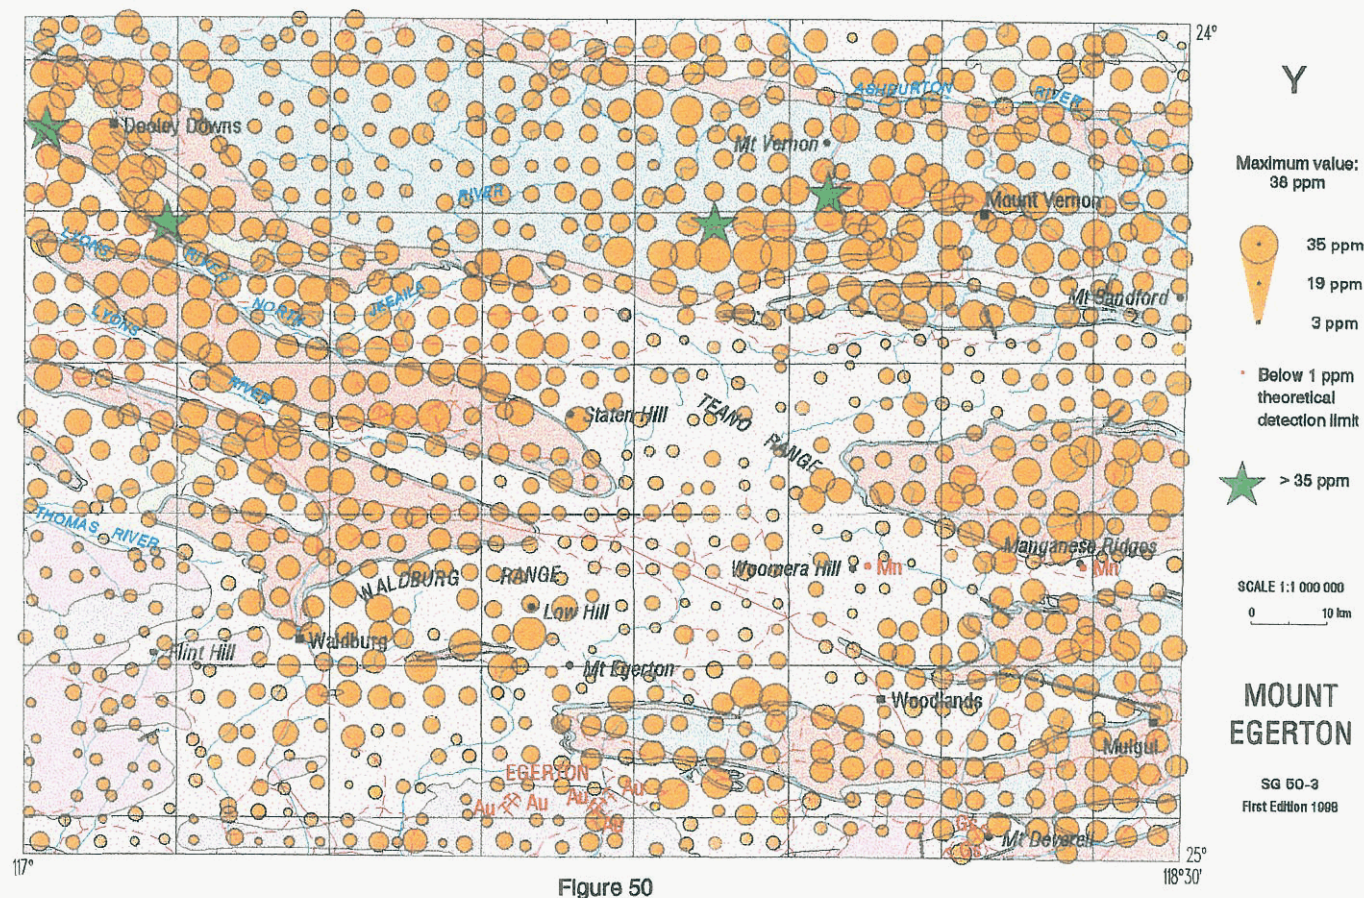 24°
Y
ASHBURTON
RIVER
Dooley Downs
Mt Vernon
Maximum value:
38 ppm
RIVER
Mount Vernon
LYONS
RIVER
35 ppm
19 ppm
3 ppm
NORTH
Mt Sandford
LYONS
RIVER
Below 1 ppm
theoretical
detection limit
TEANO
RANGE
Staten Hill
> 35 ppm
THOMAS RIVER
Manganese Ridges
Woomera Hill
Mn
Mn
WALDBURG
RANGE
SCALE 1:1 000 000
0
10 km
Low Hill
Waldburg
Flint Hill
Mt Egerton
Woodlands
MOUNT
EGERTON
Mulgul
EGERTON
Au
Au
Au
Au
Au
SG 50-3
First Edition 1998
Mt Deverell
117°
25°
118°30'
Figure 50